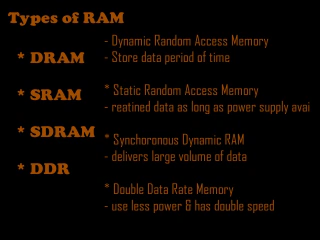 Types of RAM
* DRAM
- Dynamic Random Access Memory
- Store data period of time
* SRAM
* Static Random Access Memory
- reatined data as long as power supply avai
* SDRAM
* Synchoronous Dynamic RAM
- delivers large volume of data
* DDR
* Double Data Rate Memory
- use less power & has double speed